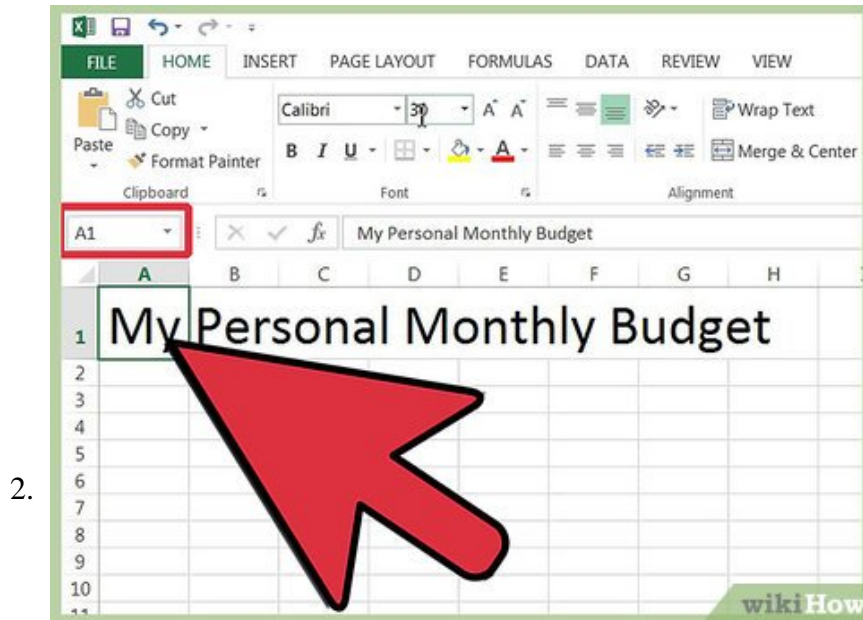 FILE HOME INSERT PAGE LAYOUT FORMULAS DATA REVIEW VIEW
Cut
Calibri 30 A A Wrap Text
Copy
Paste
Format Painter B I U A Merge & Center
Clipboard Font Alignment
A1 fx My Personal Monthly Budget
A B C D E F G H
1 My Personal Monthly Budget
2
3
4
5
2. 6
7
8
9
10
11
wikiHow